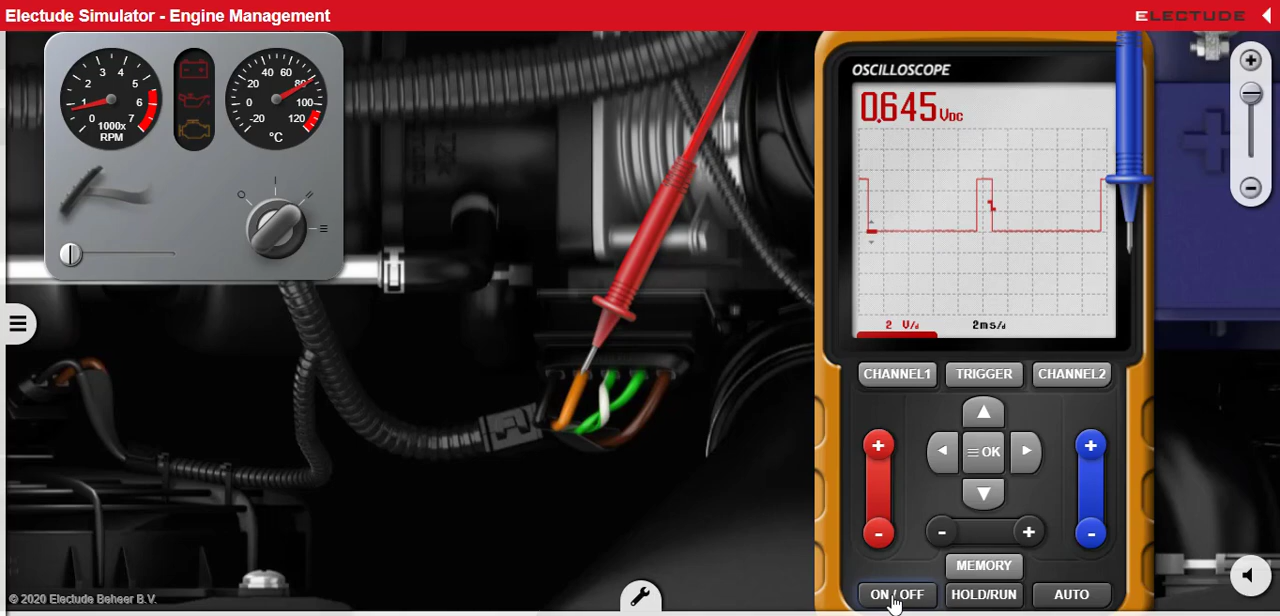 Electude Simulator - Engine Management
ELECTUDE
0 1 2 3 4 5 6 7
1000x
RPM
-20 0 20 40 60 80 100 120
°C
OSCILLOSCOPE
0.645 VDC
2 V/d 2ms/d
CHANNEL1 TRIGGER CHANNEL2
OK
MEMORY
ON / OFF HOLD/RUN AUTO
© 2020 Electude Beheer B.V.